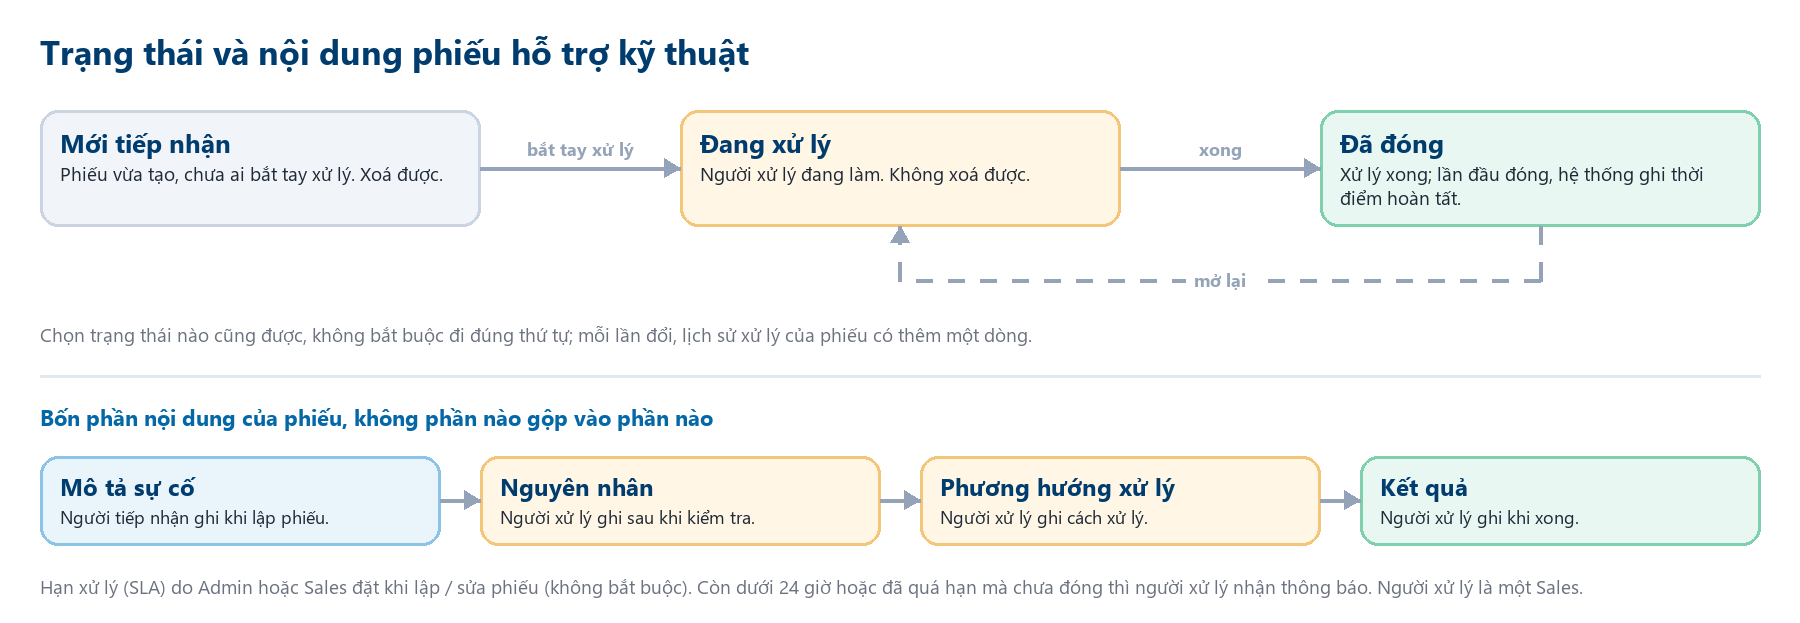 Trạng thái và nội dung phiếu hỗ trợ kỹ thuật
Mới tiếp nhận
Phiếu vừa tạo, chưa ai bắt tay xử lý. Xoá được.
bắt tay xử lý
Đang xử lý
Người xử lý đang làm. Không xoá được.
xong
Đã đóng
Xử lý xong; lần đầu đóng, hệ thống ghi thời
điểm hoàn tất.
mở lại
Chọn trạng thái nào cũng được, không bắt buộc đi đúng thứ tự; mỗi lần đổi, lịch sử xử lý của phiếu có thêm một dòng.
Bốn phần nội dung của phiếu, không phần nào gộp vào phần nào
Mô tả sự cố
Người tiếp nhận ghi khi lập phiếu.
Nguyên nhân
Người xử lý ghi sau khi kiểm tra.
Phương hướng xử lý
Người xử lý ghi cách xử lý.
Kết quả
Người xử lý ghi khi xong.
Hạn xử lý (SLA) do Admin hoặc Sales đặt khi lập / sửa phiếu (không bắt buộc). Còn dưới 24 giờ hoặc đã quá hạn mà chưa đóng thì người xử lý nhận thông báo. Người xử lý là một Sales.